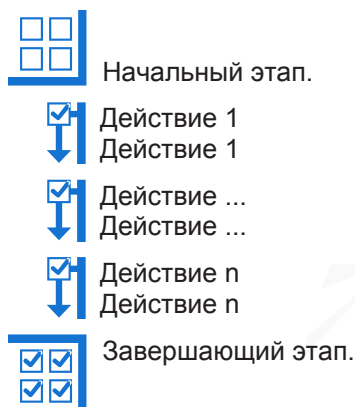 Начальный этап.
Действие 1
Действие 1
Действие ...
Действие ...
Действие n
Действие n
Завершающий этап.